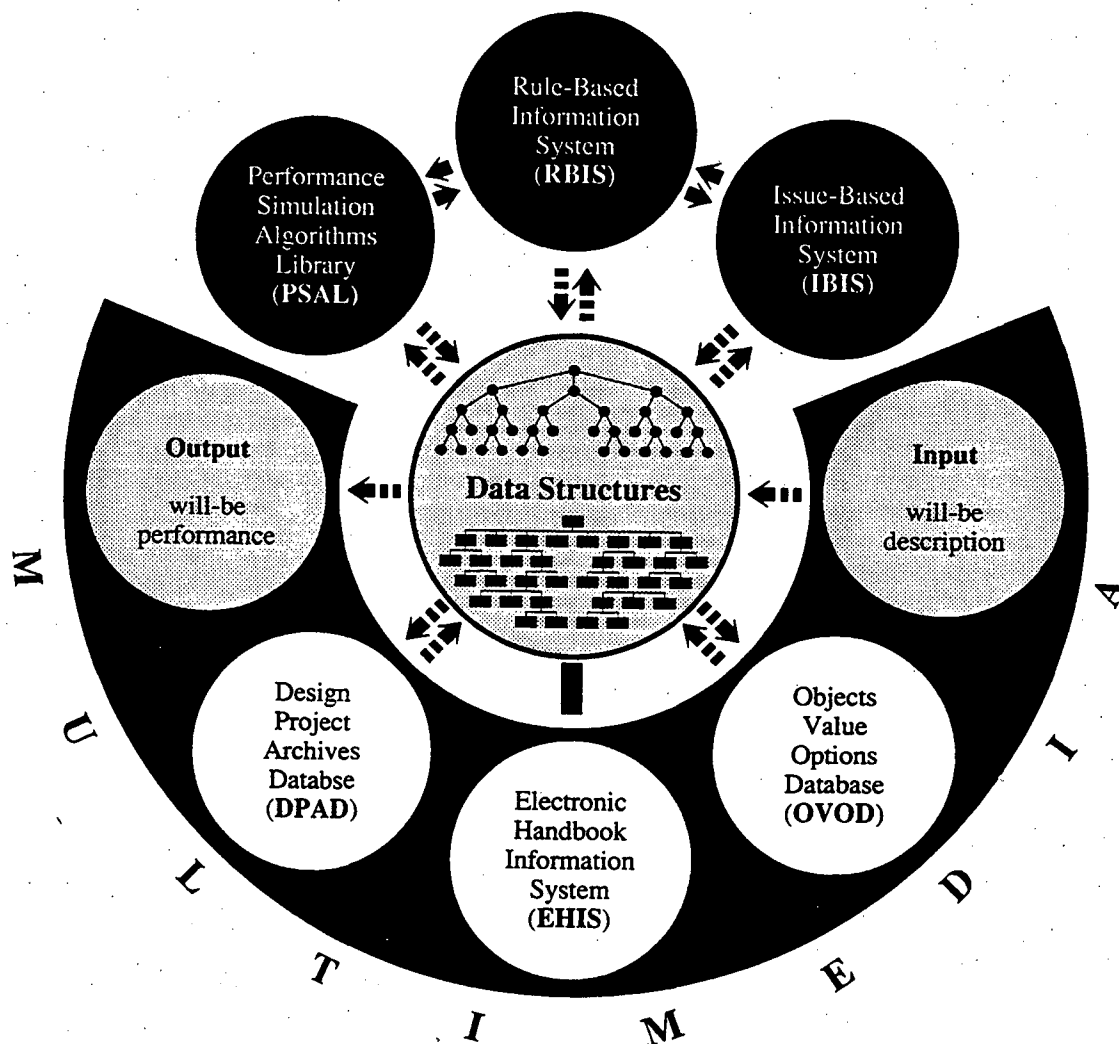 Rule-Based
Information
System
(RBIS)
Performance
Simulation
Algorithms
Library
(PSAL)
Issue-Based
Information
System
(IBIS)
Output
will-be
performance
Data Structures
Input
will-be
description
Design
Project
Archives
Databse
(DPAD)
Electronic
Handbook
Information
System
(EHIS)
Objects
Value
Options
Database
(OVOD)
MULTIMEDIA